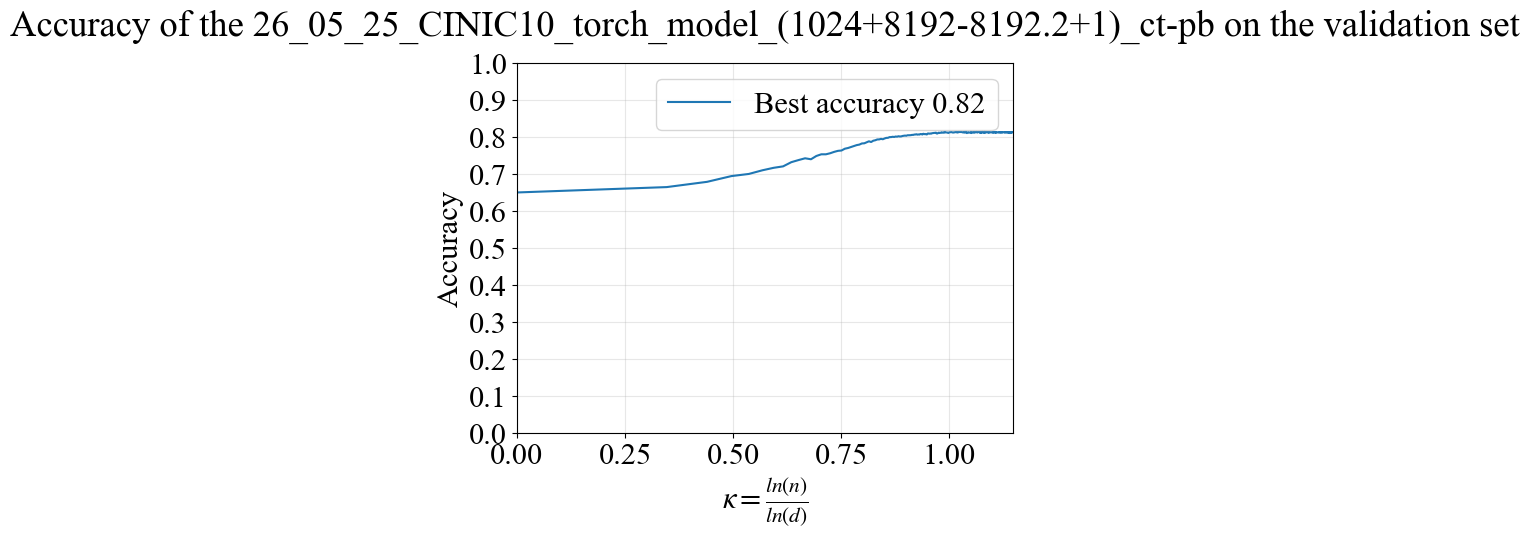 Accuracy of the 26_05_25_CINIC10_torch_model_(1024+8192-8192.2+1)_ct-pb on the validation set
1.0
Best accuracy 0.82
0.9
0.8
0.7
0.6
0.5
0.4
0.3
0.2
0.1
0.0
Accuracy
0.00 0.25 0.50 0.75 1.00
κ = ln(n)/ln(d)